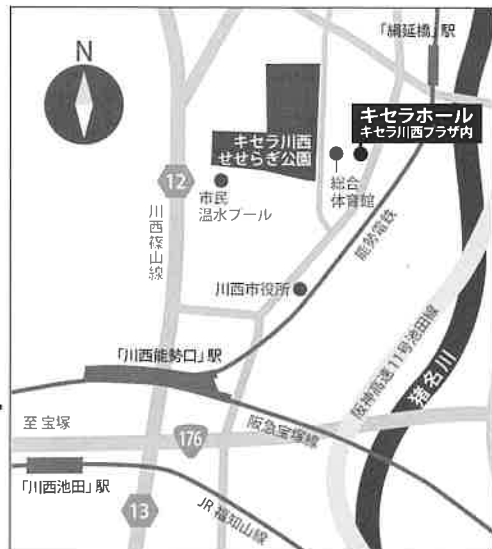 N
「絹延橋」駅
キセラホール
キセラ川西プラザ内
キセラ川西
せせらぎ公園
総合
体育館
12
市民
温水プール
川西篠山線
能勢電鉄
川西市役所
「川西能勢口」駅
阪神高速11号池田線
猪名川
至 宝塚
176
阪急宝塚線
「川西池田」駅
13
JR 福知山線